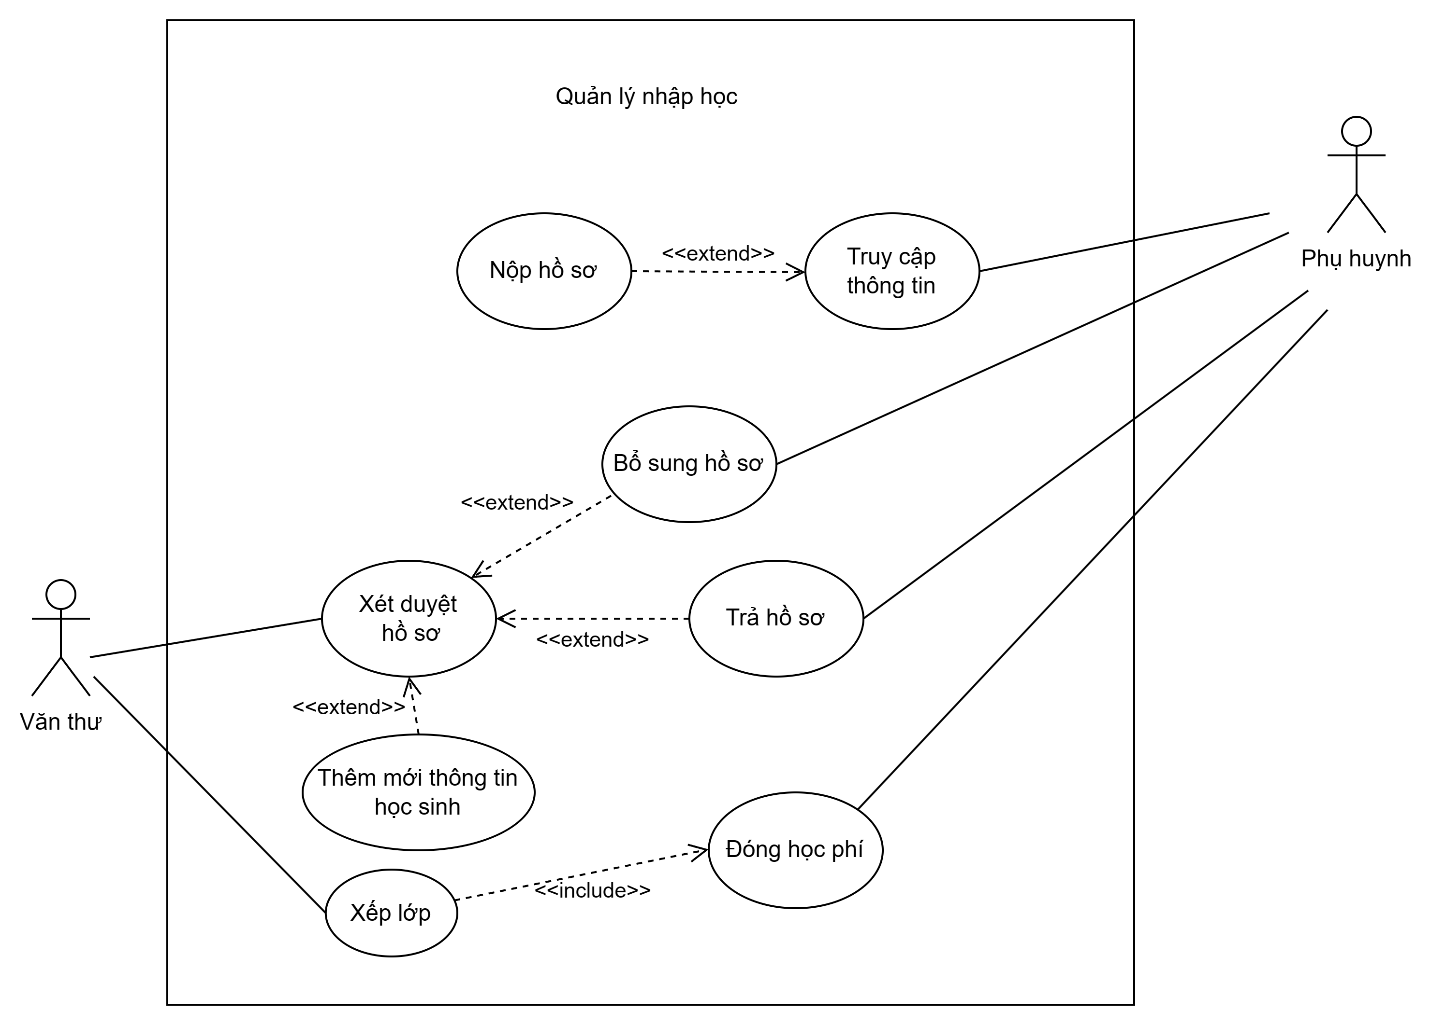 Quản lý nhập học
Phụ huynh
Nộp hồ sơ
<<extend>>
Truy cập
thông tin
Bổ sung hồ sơ
<<extend>>
Xét duyệt
hồ sơ
Trả hồ sơ
<<extend>>
Văn thư
<<extend>>
Thêm mới thông tin
học sinh
Đóng học phí
<<include>>
Xếp lớp